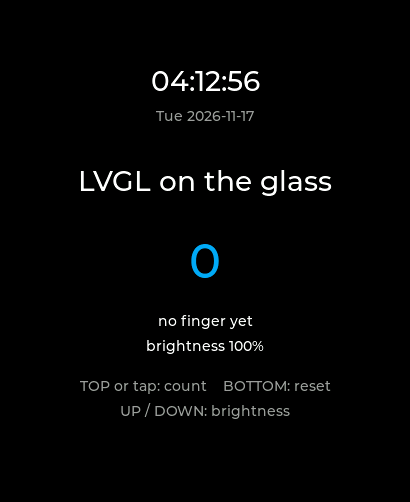 04:12:56
Tue 2026-11-17
LVGL on the glass
0
no finger yet
brightness 100%
TOP or tap: count    BOTTOM: reset
UP / DOWN: brightness